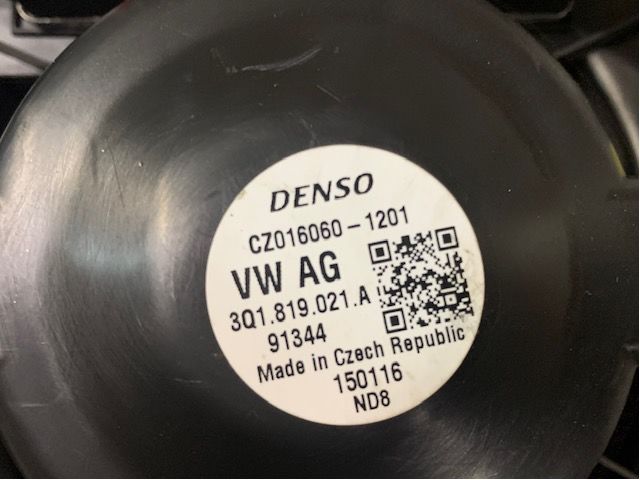 DENSO
CZ016060-1201
VW AG
3Q1.819.021.A
91344
Made in Czech Republic
150116
ND8